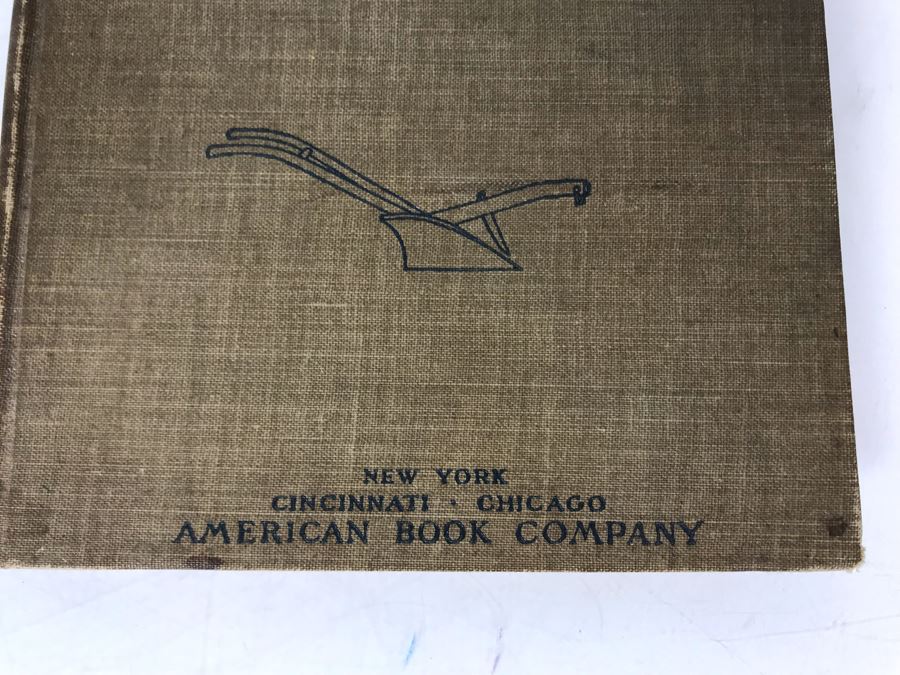 NEW YORK
CINCINNATI · CHICAGO
AMERICAN BOOK COMPANY